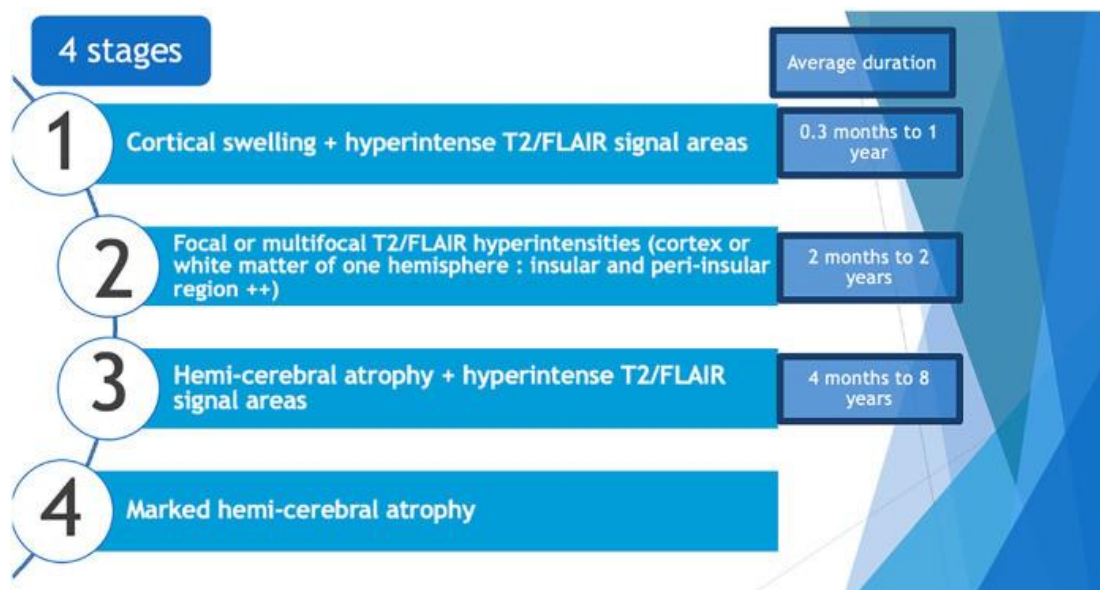 4 stages
Average duration
1
Cortical swelling + hyperintense T2/FLAIR signal areas
0.3 months to 1
year
2
Focal or multifocal T2/FLAIR hyperintensities (cortex or
white matter of one hemisphere : insular and peri-insular
region ++)
2 months to 2
years
3
Hemi-cerebral atrophy + hyperintense T2/FLAIR
signal areas
4 months to 8
years
4
Marked hemi-cerebral atrophy